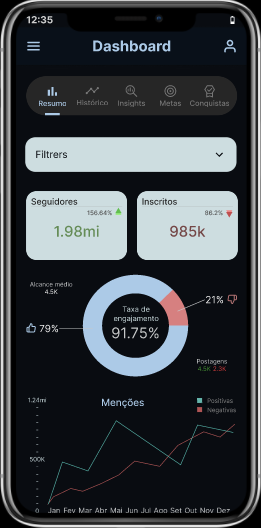 12:35
Dashboard
Resumo Histórico Insights Metas Conquistas
Filtrers
Seguidores
156.64%
1.98mi
Inscritos
86.2%
985k
Alcance médio
4.5K
79%
Taxa de
engajamento
91.75%
21%
Postagens
4.5K 2.3K
1.24mi
Menções
Positivas
Negativas
500K
0
Jan Fev Mar Abr Mai Jun Jul Ago Set Out Nov Dez